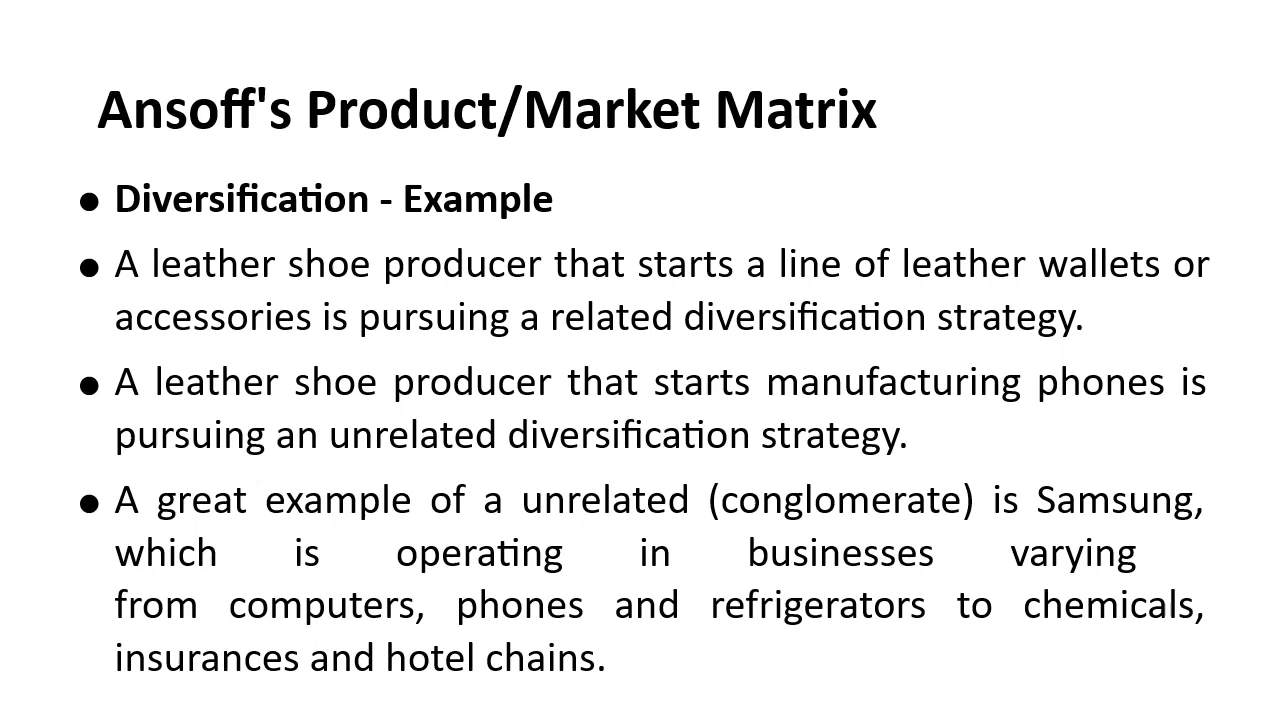 Ansoff's Product/Market Matrix
● Diversification - Example
● A leather shoe producer that starts a line of leather wallets or
accessories is pursuing a related diversification strategy.
● A leather shoe producer that starts manufacturing phones is
pursuing an unrelated diversification strategy.
● A great example of a unrelated (conglomerate) is Samsung,
which is operating in businesses varying
from computers, phones and refrigerators to chemicals,
insurances and hotel chains.